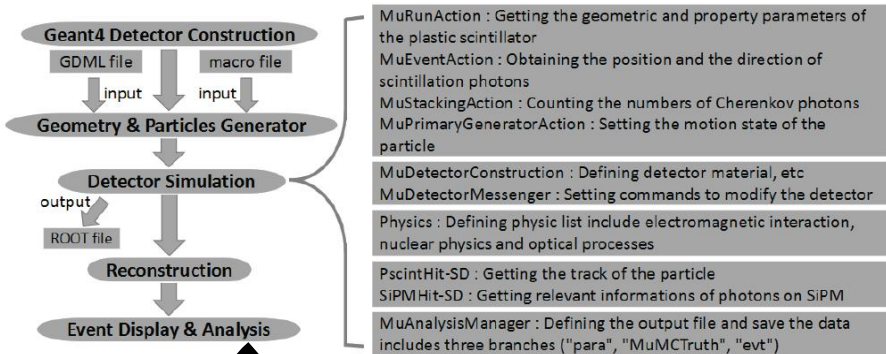 Geant4 Detector Construction
GDML file
macro file
input
input
Geometry & Particles Generator
Detector Simulation
output
ROOT file
Reconstruction
Event Display & Analysis
MuRunAction : Getting the geometric and property parameters of
the plastic scintillator
MuEventAction : Obtaining the position and the direction of
scintillation photons
MuStackingAction : Counting the numbers of Cherenkov photons
MuPrimaryGeneratorAction : Setting the motion state of the
particle
MuDetectorConstruction : Defining detector material, etc
MuDetectorMessenger : Setting commands to modify the detector
Physics : Defining physic list include electromagnetic interaction,
nuclear physics and optical processes
PscintHit-SD : Getting the track of the particle
SiPMHit-SD : Getting relevant informations of photons on SiPM
MuAnalysisManager : Defining the output file and save the data
includes three branches ("para", "MuMCTruth", "evt")